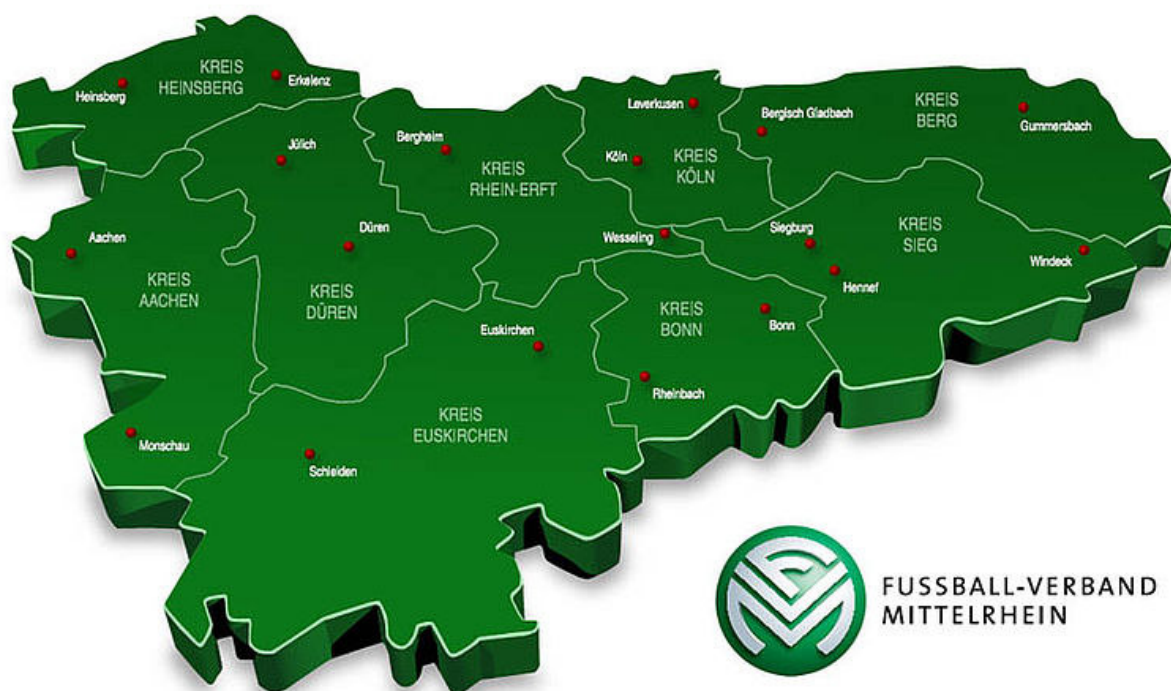 KREIS
HEINSBERG
Heinsberg
Erkelenz
Leverkusen
KREIS
BERG
Bergisch Gladbach
Gummersbach
Jülich
Bergheim
KREIS
RHEIN-ERFT
Köln
KREIS
KÖLN
Aachen
Düren
Wesseling
Siegburg
KREIS
SIEG
Windeck
KREIS
AACHEN
KREIS
DÜREN
Hennef
KREIS
BONN
Bonn
Euskirchen
Rheinbach
KREIS
EUSKIRCHEN
Monschau
Schleiden
FUSSBALL-VERBAND
MITTELRHEIN